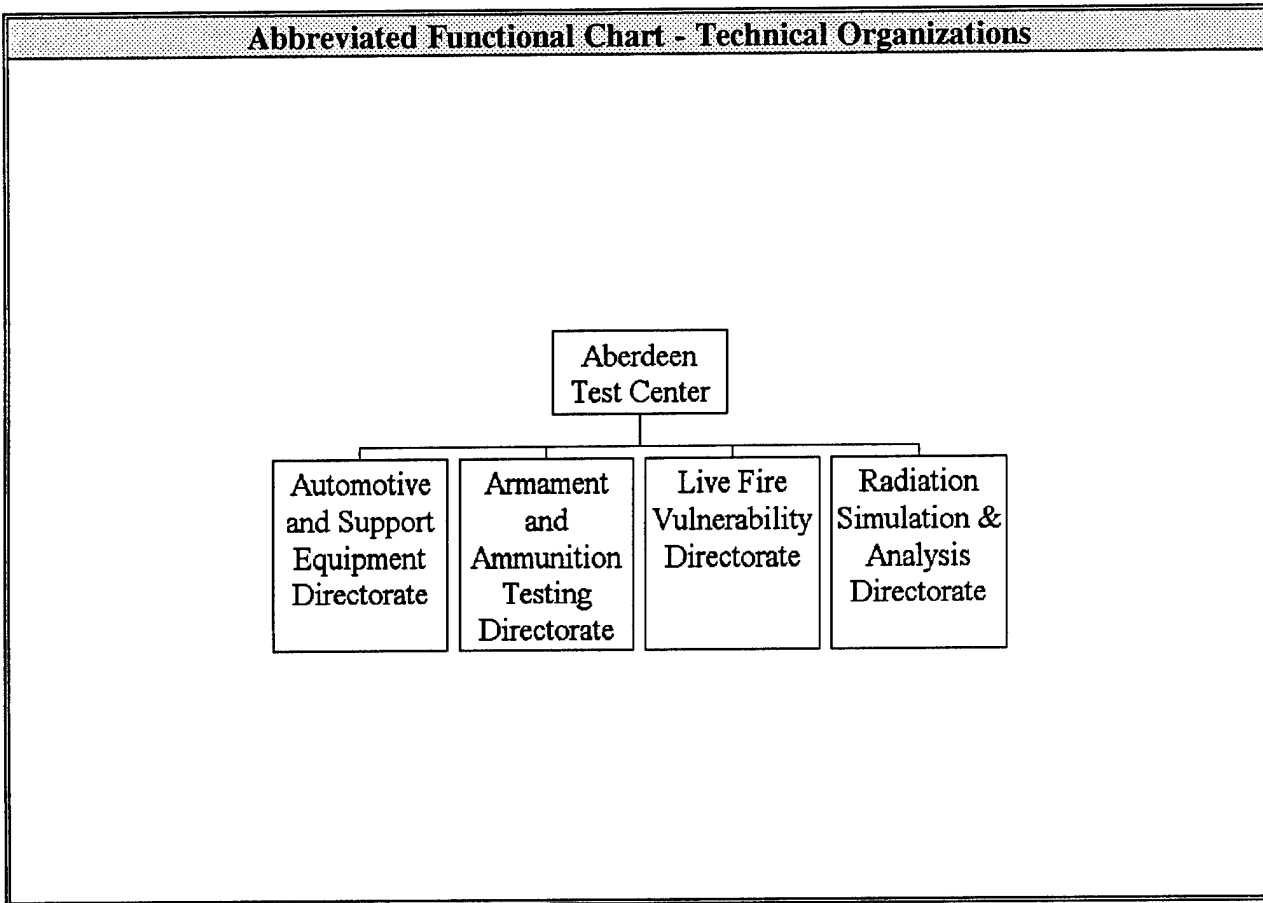 Abbreviated Functional Chart - Technical Organizations
Aberdeen
Test Center
Automotive
and Support
Equipment
Directorate
Armament
and
Ammunition
Testing
Directorate
Live Fire
Vulnerability
Directorate
Radiation
Simulation &
Analysis
Directorate